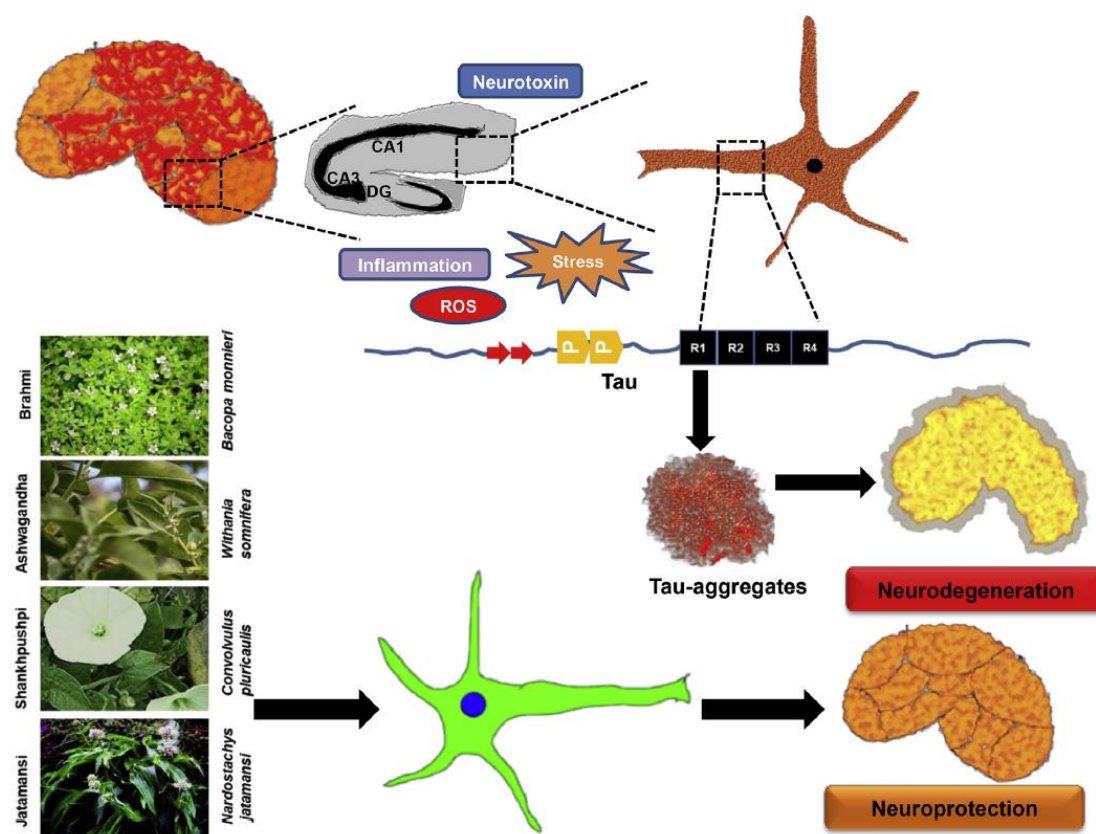 Neurotoxin
CA1
CA3
DG
Inflammation
Stress
ROS
P P
R1 R2 R3 R4
Tau
Brahmi
Bacopa monnieri
Ashwagandha
Withania
somnifera
Shankhpushpi
Convolvulus
pluricaulis
Jatamansi
Nardostachys
jatamansi
Tau-aggregates
Neurodegeneration
Neuroprotection